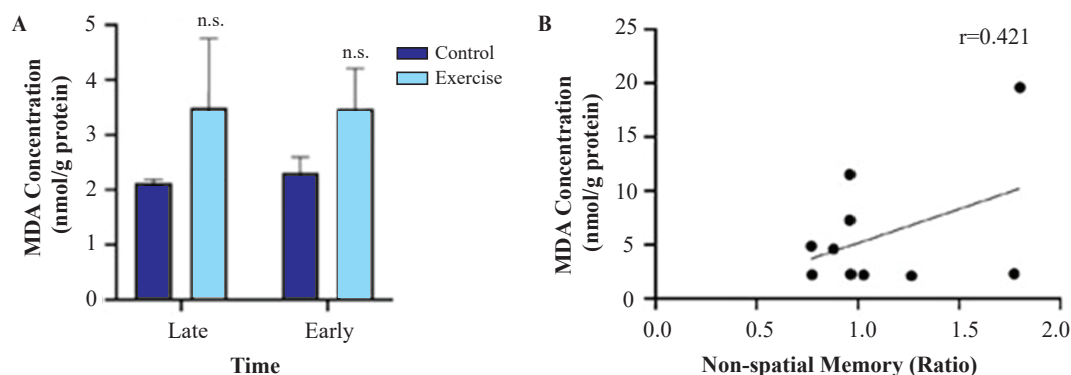 A
MDA Concentration
(nmol/g protein)
5
4
3
2
1
0
n.s.
n.s.
Control
Exercise
Late
Early
Time
B
MDA Concentration
(nmol/g protein)
25
20
15
10
5
0
r=0.421
0.0
0.5
1.0
1.5
2.0
Non-spatial Memory (Ratio)